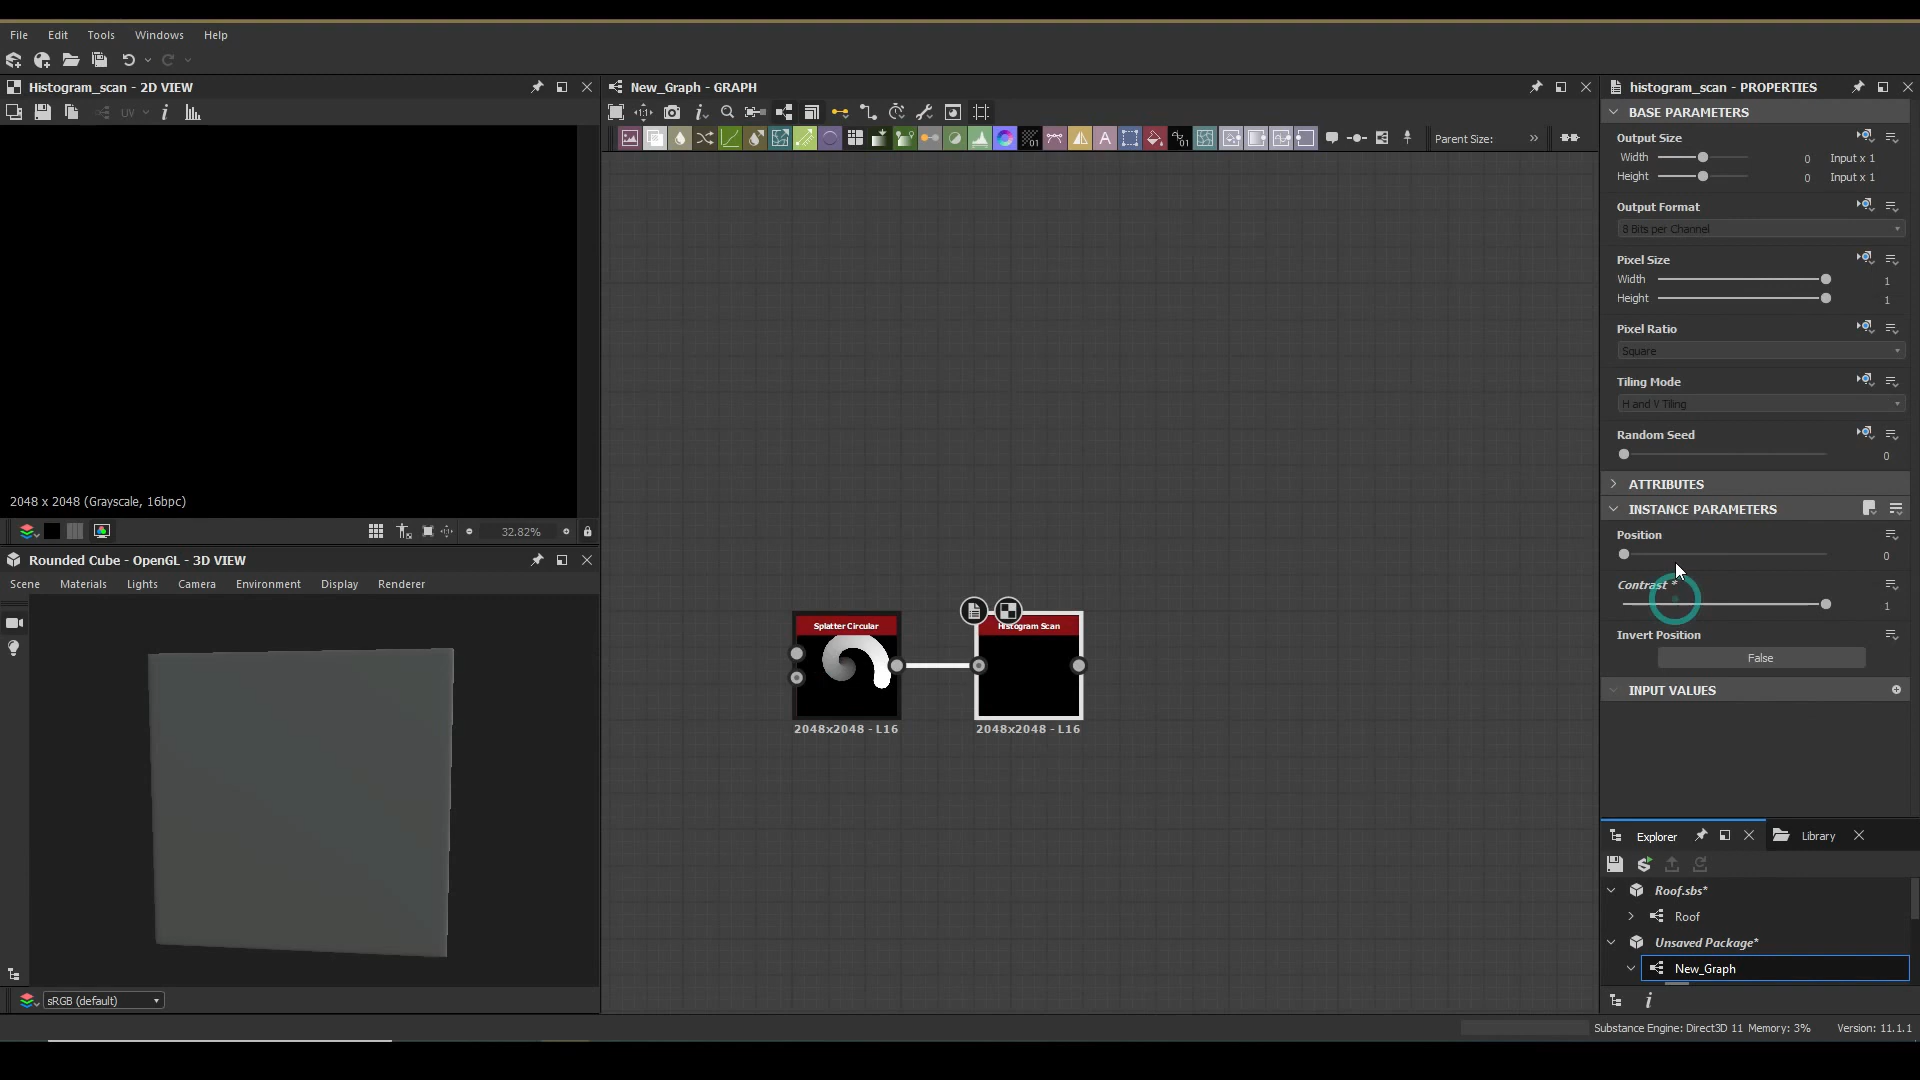 File Edit Tools Windows Help
Histogram_scan - 2D VIEW
UV
2048 x 2048 (Grayscale, 16bpc)
32.82%
Rounded Cube - OpenGL - 3D VIEW
Scene Materials Lights Camera Environment Display Renderer
sRGB (default)
New_Graph - GRAPH
Parent Size:
Splatter Circular
2048x2048 - L16
Histogram Scan
2048x2048 - L16
histogram_scan - PROPERTIES
BASE PARAMETERS
Output Size
Width 0 Input x 1
Height 0 Input x 1
Output Format
8 Bits per Channel
Pixel Size
Width 1
Height 1
Pixel Ratio
Square
Tiling Mode
H and V Tiling
Random Seed
0
ATTRIBUTES
INSTANCE PARAMETERS
Position
0
Contrast *
1
Invert Position
False
INPUT VALUES
Explorer Library
Roof.sbs*
Roof
Unsaved Package*
New_Graph
Substance Engine: Direct3D 11 Memory: 3% Version: 11.1.1